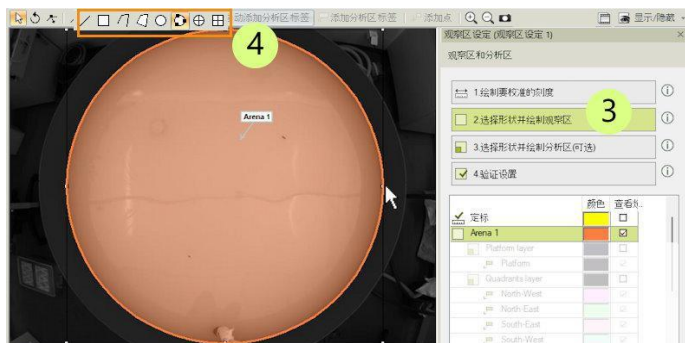 动添加分析区标签 添加分析区标签 添加点 显示/隐藏
4
Arena 1
观察区设定 (观察区设定 1)
观察区和分析区
1.绘制要校准的刻度
2.选择形状并绘制观察区
3
3.选择形状并绘制分析区(可选)
4.验证设置
颜色 查看
定标
Arena 1
Platform layer
Platform
Quadrants layer
North-West
North-East
South-East
South-West